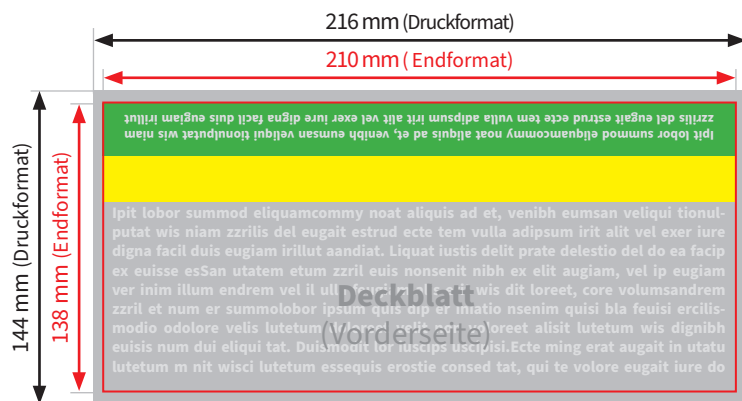 216 mm (Druckformat)
210 mm ( Endformat)
144 mm (Druckformat)
138 mm (Endformat)
Ipit lobor summod eliquamcommy noat aliquis ad et, venibh eumsan veliqui tionulputat wis niam
zzrilis del eugait estrud ecte tem vulla adipsum irit alit vel exer iure digna facil duis eugiam irillut
Ipit lobor summod eliquamcommy noat aliquis ad et, venibh eumsan veliqui tionul-
putat wis niam zzrilis del eugait estrud ecte tem vulla adipsum irit alit vel exer iure
digna facil duis eugiam irillut aandiat. Liquat iustis delit prate delestio del do ea facip
ex euisse esSan utatem etum zzril euis nonsenit nibh ex elit augiam, vel ip eugiam
ver inim illum endrem vel il wis dit loreet, core volumsandrem
zzril et num er summolobor ipsum quis dip er nsenim quisi bla feuisi ercilis-
modio odolore velis lutetum loreet alisit lutetum wis dignibh
euisis num dui eliqui tat. Duismodit lor iuscips uscipisi.Ecte ming erat augait in utatu
lutetum m nit wisci lutetum essequis erostie consed tat, qui te volore eugait iure do
Deckblatt
(Vorderseite)